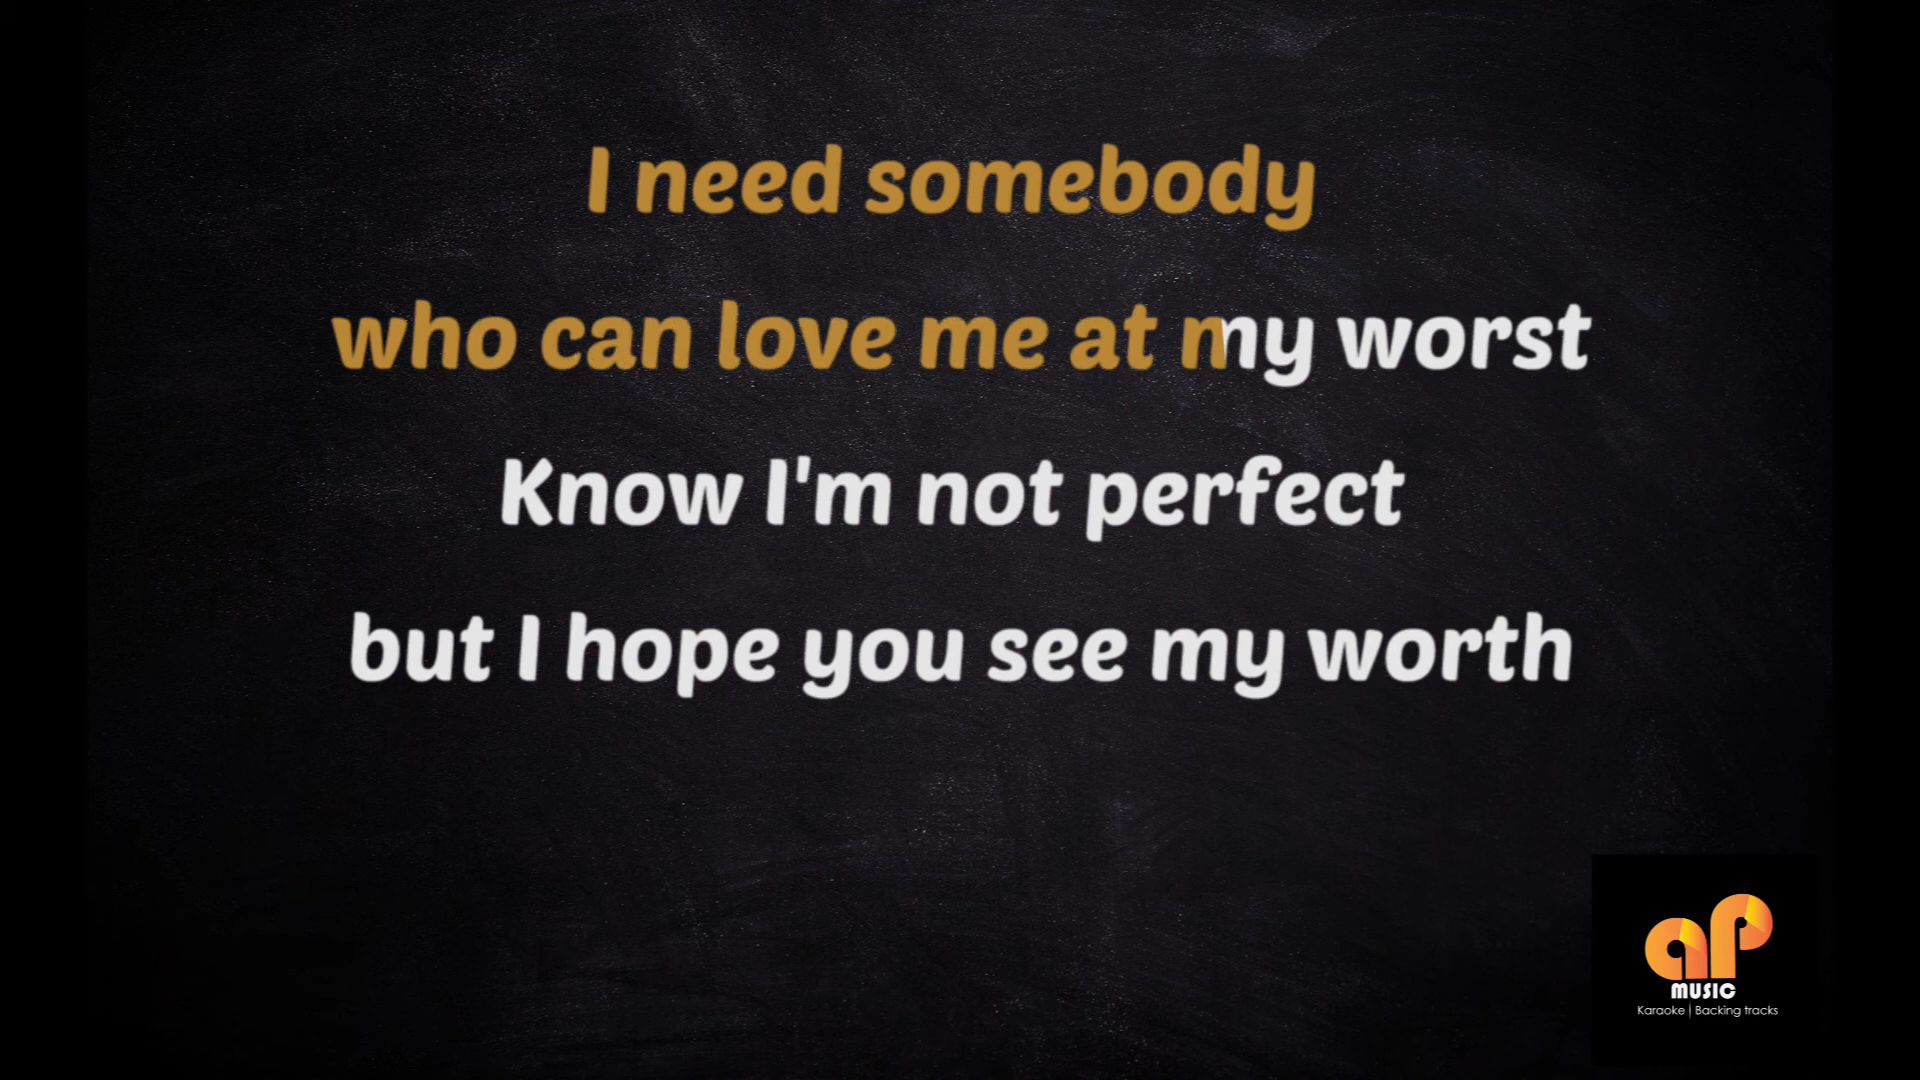 I need somebody
who can love me at my worst
Know I'm not perfect
but I hope you see my worth
aP
MUSIC
Karaoke | Backing tracks